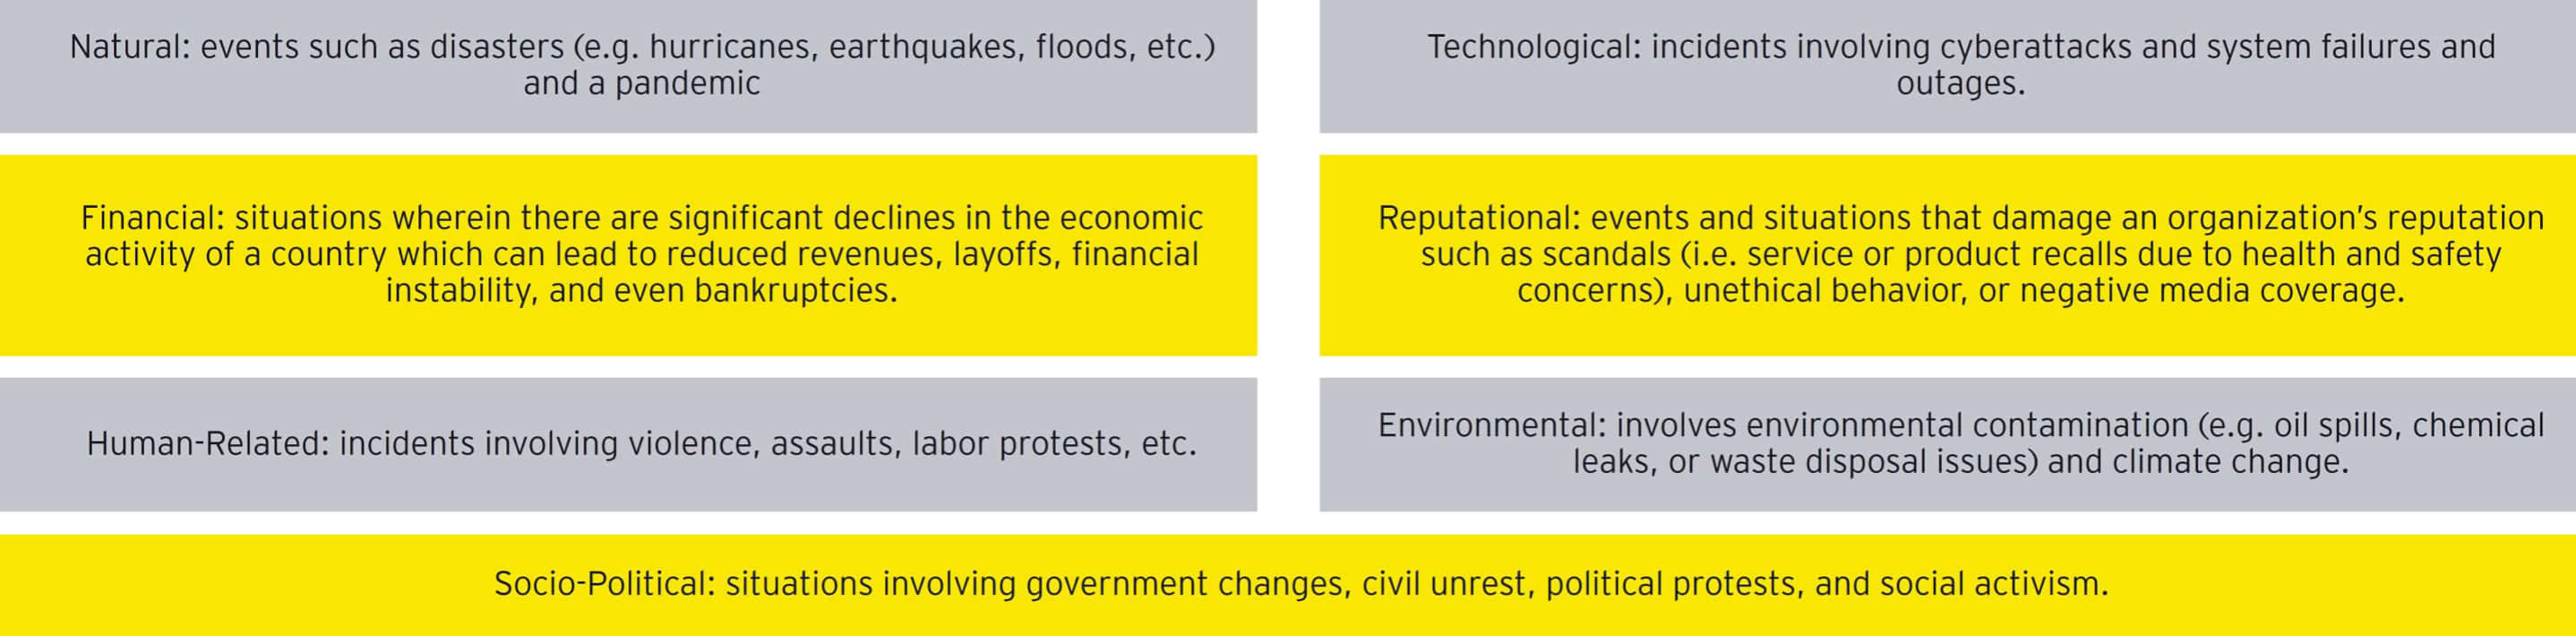 Natural: events such as disasters (e.g. hurricanes, earthquakes, floods, etc.)
and a pandemic
Technological: incidents involving cyberattacks and system failures and
outages.
Financial: situations wherein there are significant declines in the economic
activity of a country which can lead to reduced revenues, layoffs, financial
instability, and even bankruptcies.
Reputational: events and situations that damage an organization’s reputation
such as scandals (i.e. service or product recalls due to health and safety
concerns), unethical behavior, or negative media coverage.
Human-Related: incidents involving violence, assaults, labor protests, etc.
Environmental: involves environmental contamination (e.g. oil spills, chemical
leaks, or waste disposal issues) and climate change.
Socio-Political: situations involving government changes, civil unrest, political protests, and social activism.